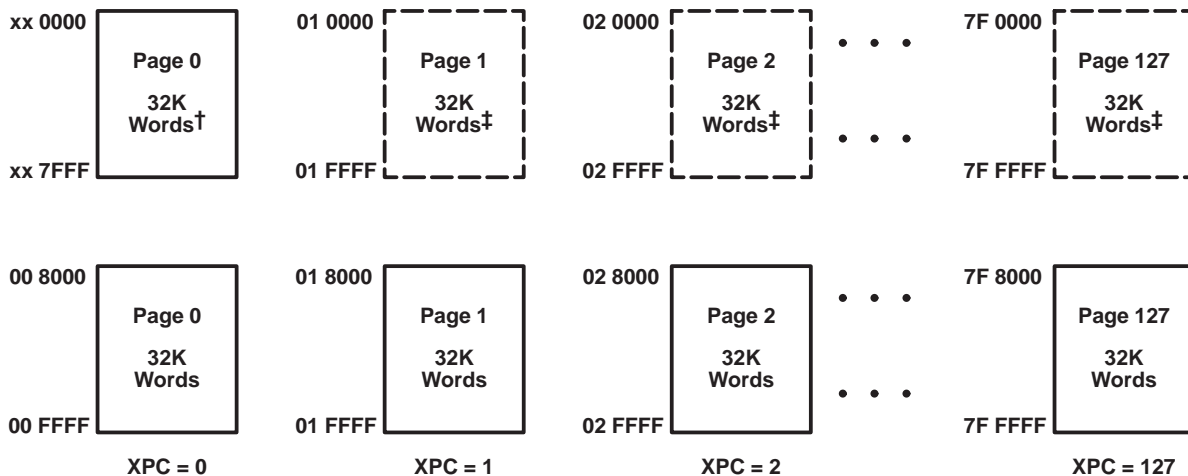 xx 0000
01 0000
02 0000
7F 0000
Page 0
Page 1
Page 2
Page 127
32K
Words†
32K
Words‡
32K
Words‡
32K
Words‡
xx 7FFF
01 FFFF
02 FFFF
7F FFFF
00 8000
01 8000
02 8000
7F 8000
Page 0
Page 1
Page 2
Page 127
32K
Words
32K
Words
32K
Words
32K
Words
00 FFFF
01 FFFF
02 FFFF
7F FFFF
XPC = 0
XPC = 1
XPC = 2
XPC = 127